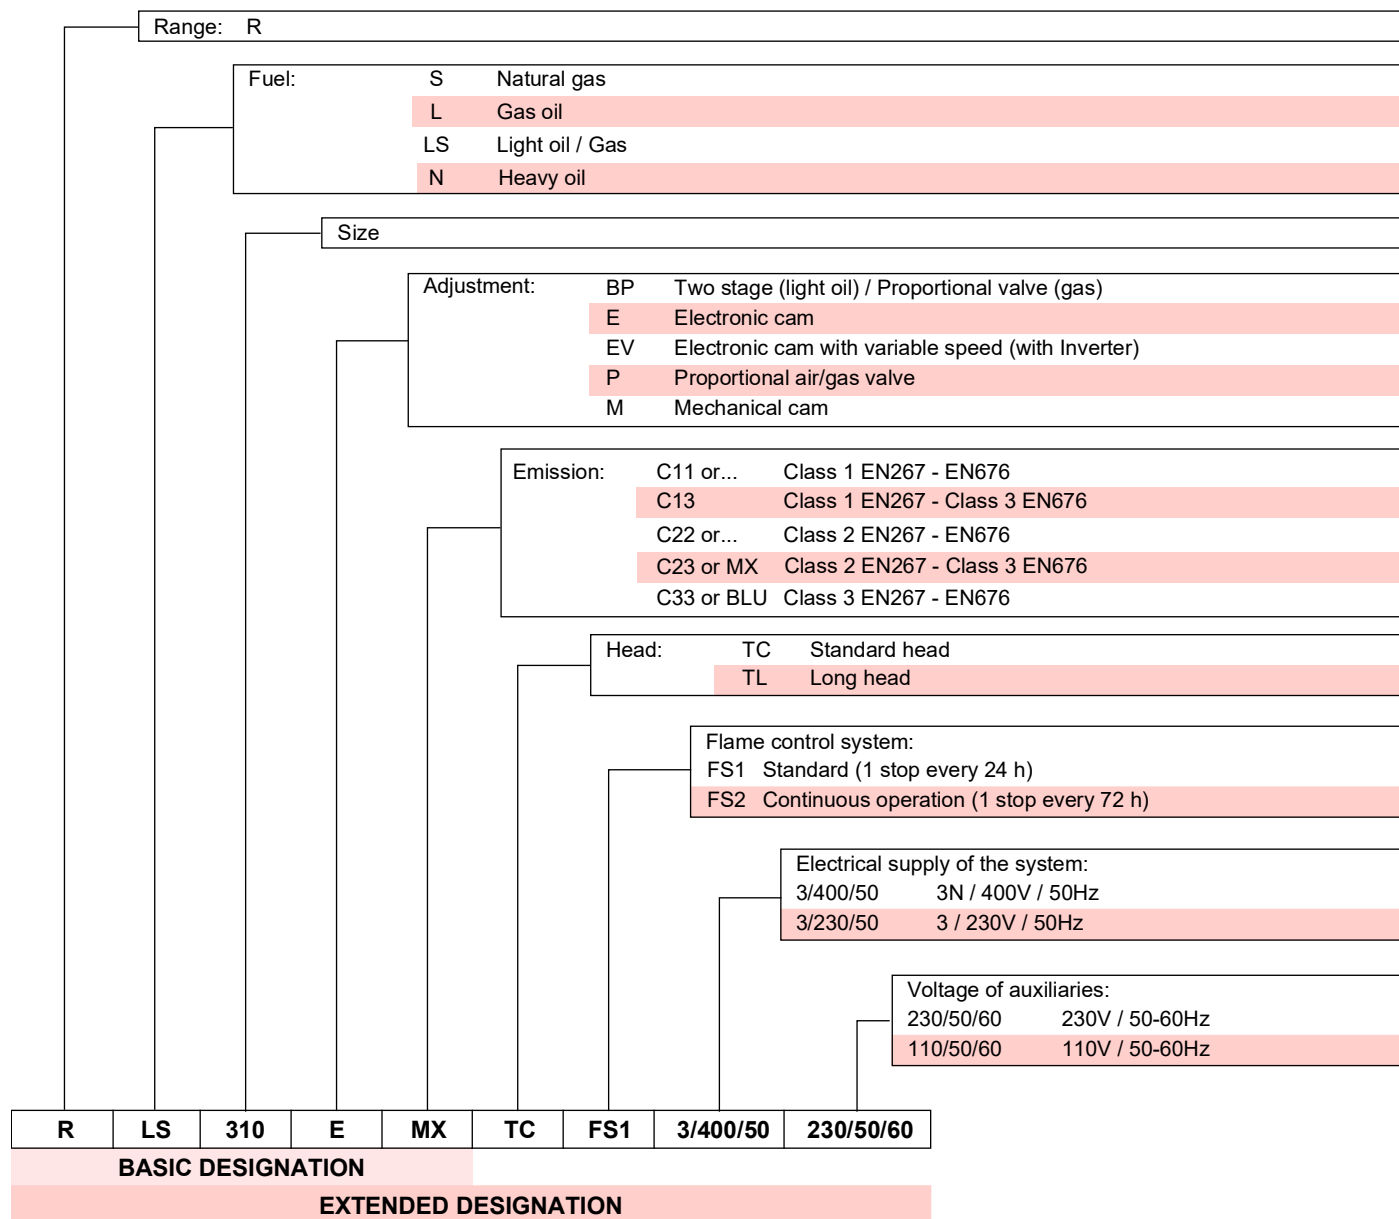 Range: R
Fuel: S Natural gas
L Gas oil
LS Light oil / Gas
N Heavy oil
Size
Adjustment: BP Two stage (light oil) / Proportional valve (gas)
E Electronic cam
EV Electronic cam with variable speed (with Inverter)
P Proportional air/gas valve
M Mechanical cam
Emission: C11 or... Class 1 EN267 - EN676
C13 Class 1 EN267 - Class 3 EN676
C22 or... Class 2 EN267 - EN676
C23 or MX Class 2 EN267 - Class 3 EN676
C33 or BLU Class 3 EN267 - EN676
Head: TC Standard head
TL Long head
Flame control system:
FS1 Standard (1 stop every 24 h)
FS2 Continuous operation (1 stop every 72 h)
Electrical supply of the system:
3/400/50 3N / 400V / 50Hz
3/230/50 3 / 230V / 50Hz
Voltage of auxiliaries:
230/50/60 230V / 50-60Hz
110/50/60 110V / 50-60Hz
R LS 310 E MX TC FS1 3/400/50 230/50/60
BASIC DESIGNATION
EXTENDED DESIGNATION